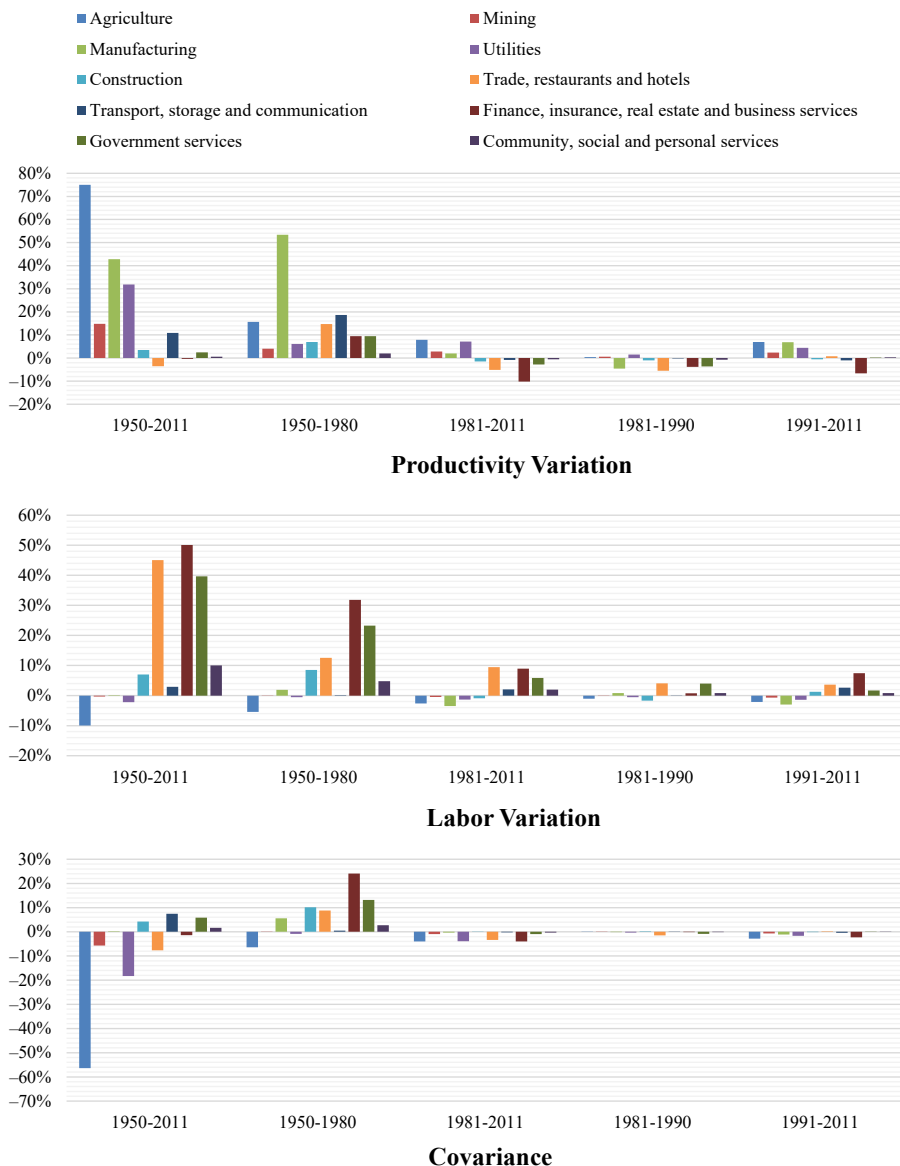 Agriculture Mining
Manufacturing Utilities
Construction Trade, restaurants and hotels
Transport, storage and communication Finance, insurance, real estate and business services
Government services Community, social and personal services
80%
70%
60%
50%
40%
30%
20%
10%
0%
–10%
–20%
1950-2011 1950-1980 1981-2011 1981-1990 1991-2011
Productivity Variation
60%
50%
40%
30%
20%
10%
0%
–10%
–20%
1950-2011 1950-1980 1981-2011 1981-1990 1991-2011
Labor Variation
30%
20%
10%
0%
–10%
–20%
–30%
–40%
–50%
–60%
–70%
1950-2011 1950-1980 1981-2011 1981-1990 1991-2011
Covariance